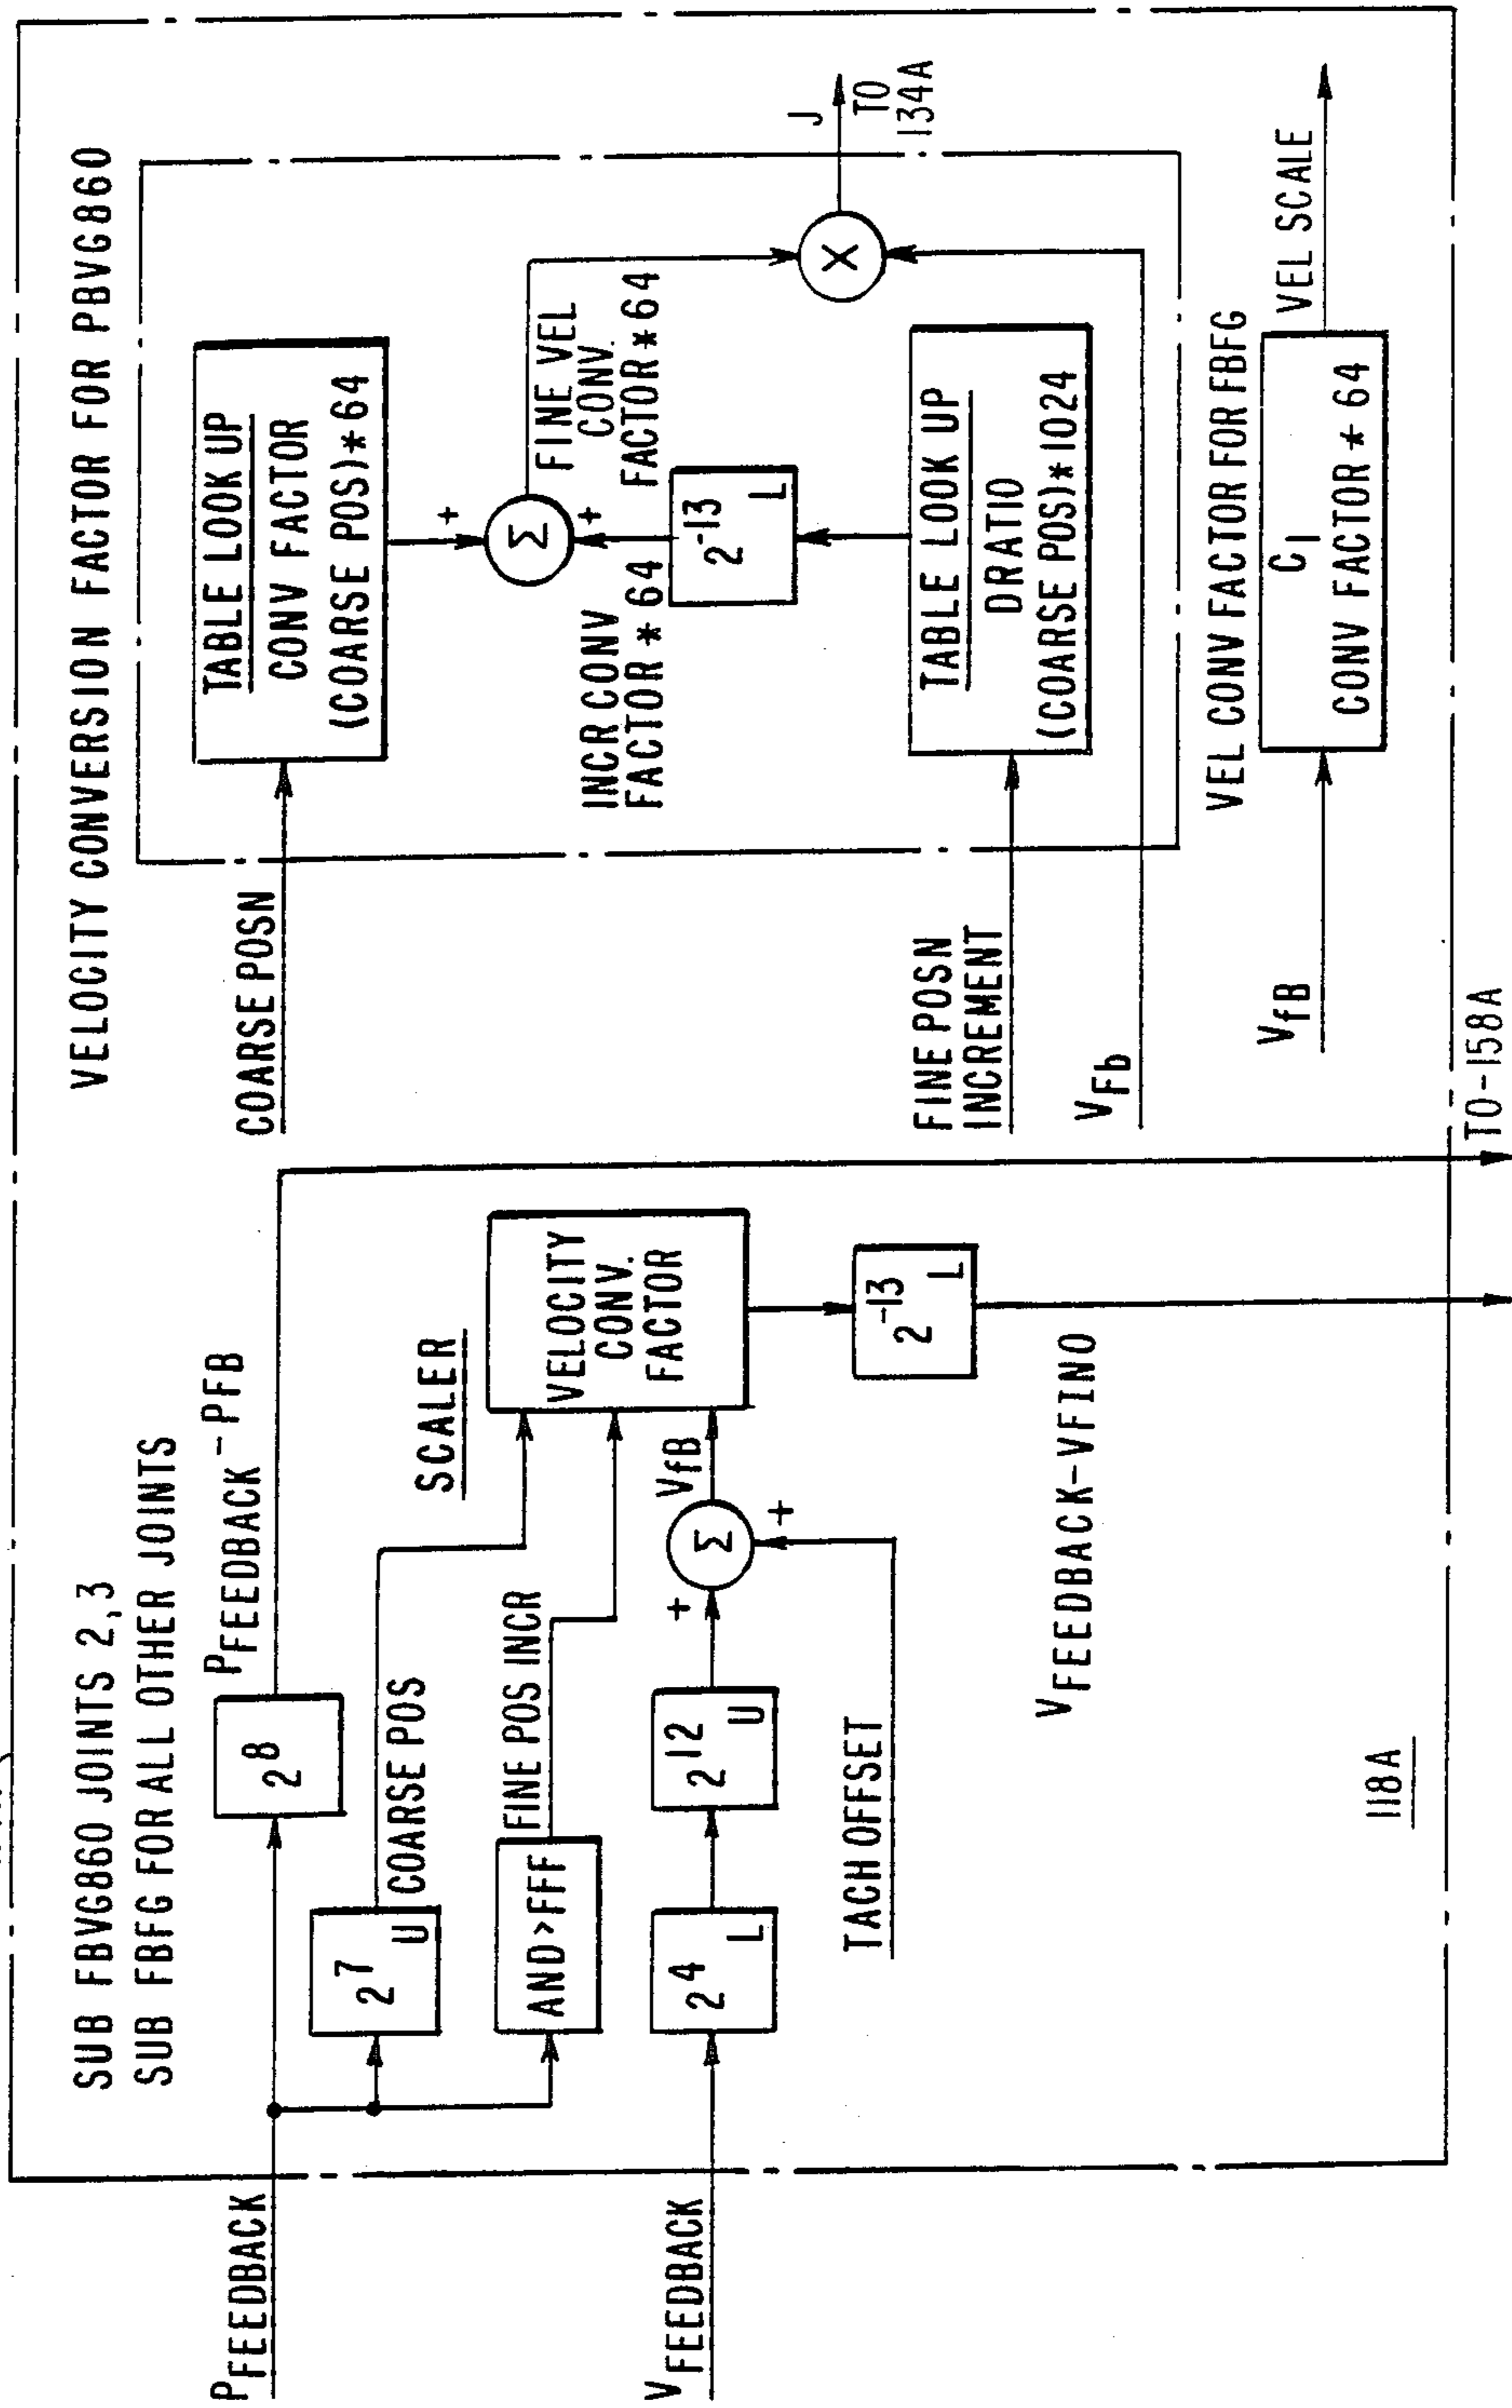 SUB FBVG860 JOINTS 2,3
SUB FBFG FOR ALL OTHER JOINTS
PFEEDBACK
2^8
PFEEDBACK-PFB
2^7 U
COARSE POS
AND>FFF
FINE POS INCR
SCALER
VELOCITY
CONV.
FACTOR
VFEEDBACK
2^4 L
2^12 U
+
Σ
+
VfB
TACH OFFSET
2^-13 L
VFEEDBACK-VFINO
118A
TO-158A
VELOCITY CONVERSION FACTOR FOR PBVG860
COARSE POSN
TABLE LOOK UP
CONV FACTOR
(COARSE POS)*64
+
Σ
+
FINE VEL
CONV.
FACTOR*64
INCR CONV
FACTOR*64
2^-13 L
X
J
TO
134A
FINE POSN
INCREMENT
TABLE LOOK UP
DRATIO
(COARSE POS)*1024
VFb
VEL CONV FACTOR FOR FBFG
VfB
C1
CONV FACTOR * 64
VEL SCALE